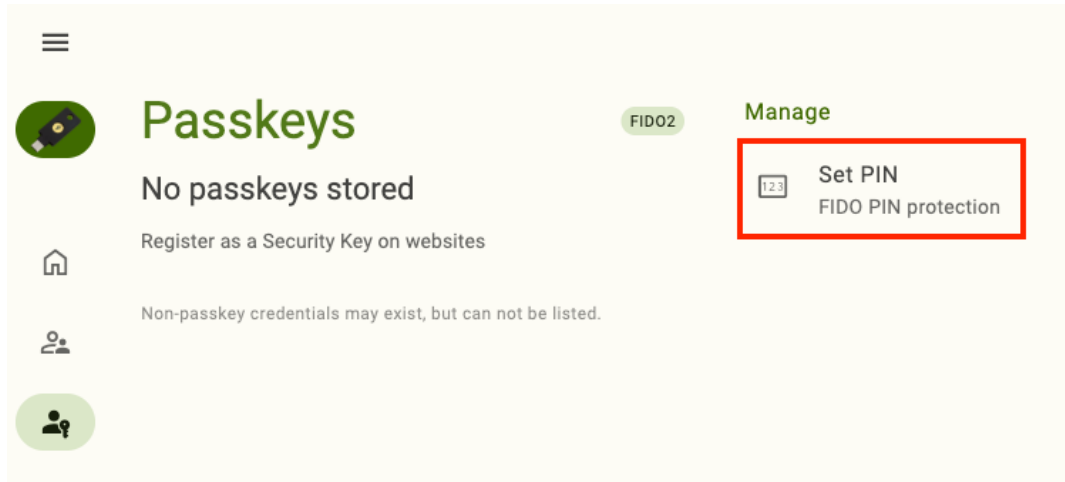 Passkeys
FIDO2
No passkeys stored
Register as a Security Key on websites
Non-passkey credentials may exist, but can not be listed.
Manage
123
Set PIN
FIDO PIN protection